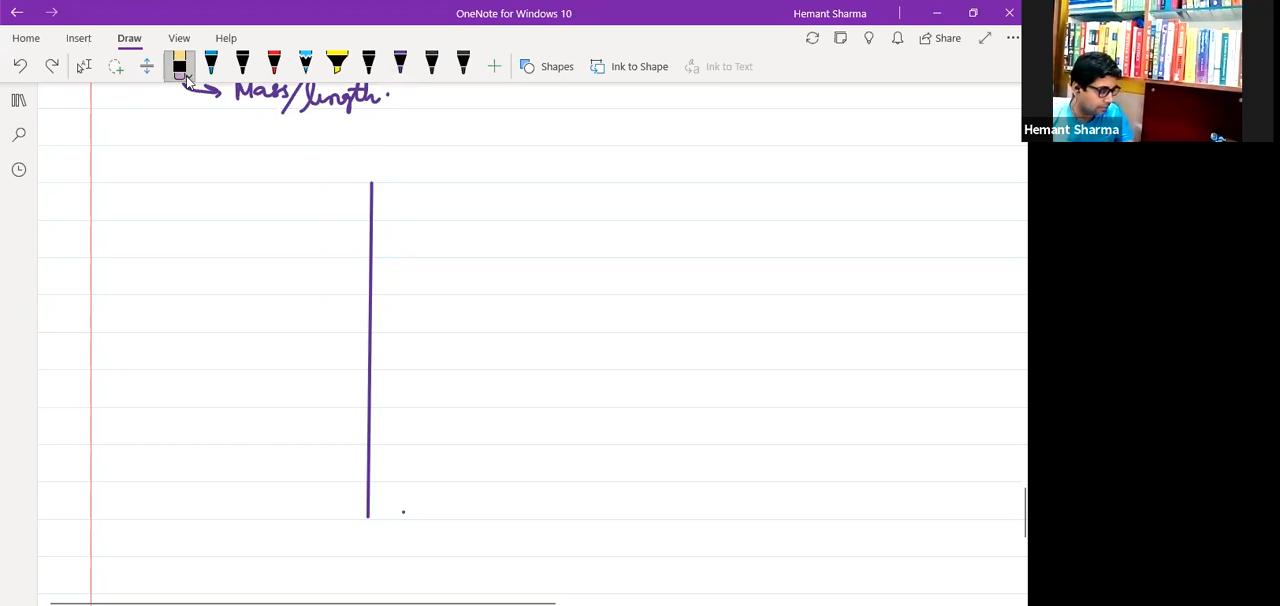 OneNote for Windows 10
Hemant Sharma
Home Insert Draw View Help
Share
Shapes Ink to Shape Ink to Text
Mass/length.
Hemant Sharma